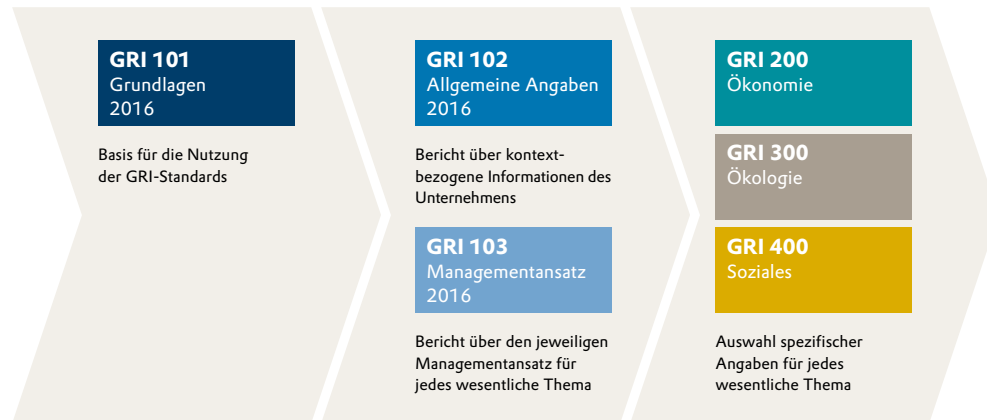 GRI 101
Grundlagen
2016
Basis für die Nutzung
der GRI-Standards
GRI 102
Allgemeine Angaben
2016
Bericht über kontext-
bezogene Informationen des
Unternehmens
GRI 103
Managementansatz
2016
Bericht über den jeweiligen
Managementansatz für
jedes wesentliche Thema
GRI 200
Ökonomie
GRI 300
Ökologie
GRI 400
Soziales
Auswahl spezifischer
Angaben für jedes
wesentliche Thema